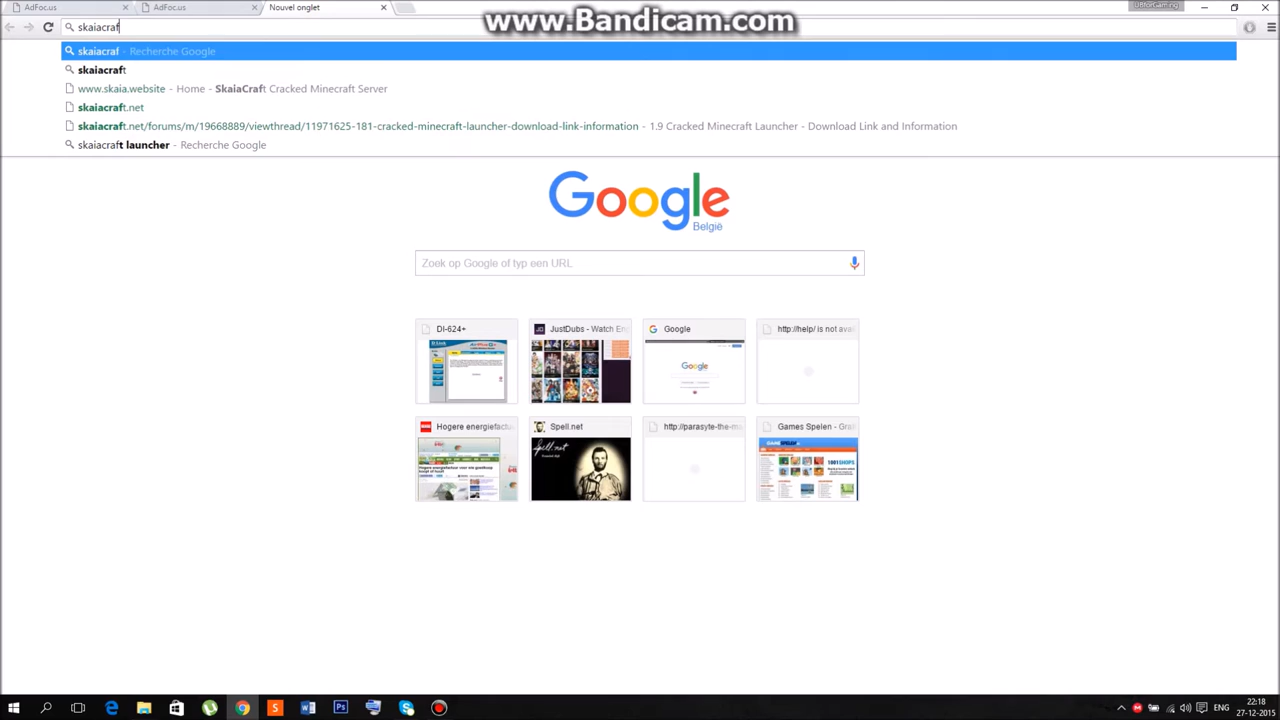 AdFoc.us
AdFoc.us
Nouvel onglet
www.Bandicam.com
UBforGaming
skaiacraf
skaiacraf - Recherche Google
skaiacraft
www.skaia.website - Home - SkaiaCraft Cracked Minecraft Server
skaiacraft.net
skaiacraft.net/forums/m/19668889/viewthread/11971625-181-cracked-minecraft-launcher-download-link-information - 1.9 Cracked Minecraft Launcher - Download Link and Information
skaiacraft launcher - Recherche Google
Google
België
Zoek op Google of typ een URL
DI-624+
JustDubs - Watch En
Google
http://help/ is not ava
Hogere energiefactu
Spell.net
http://parasyte-the-m
Games Spelen - Gra
22:18
ENG
27-12-2015